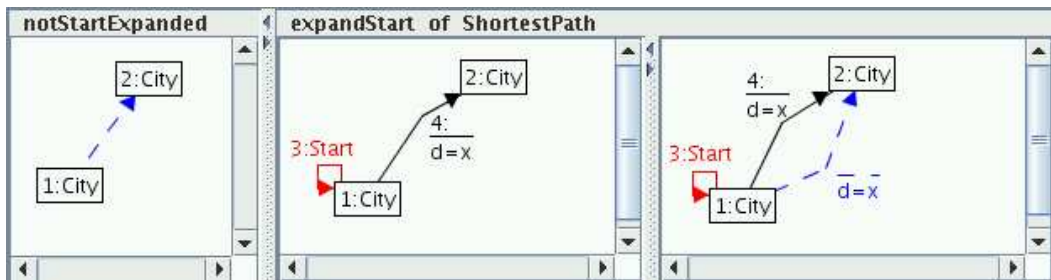 notStartExpanded
expandStart of ShortestPath
2:City
1:City
2:City
4:
d=x
3:Start
1:City
2:City
4:
d=x
3:Start
d=x
1:City